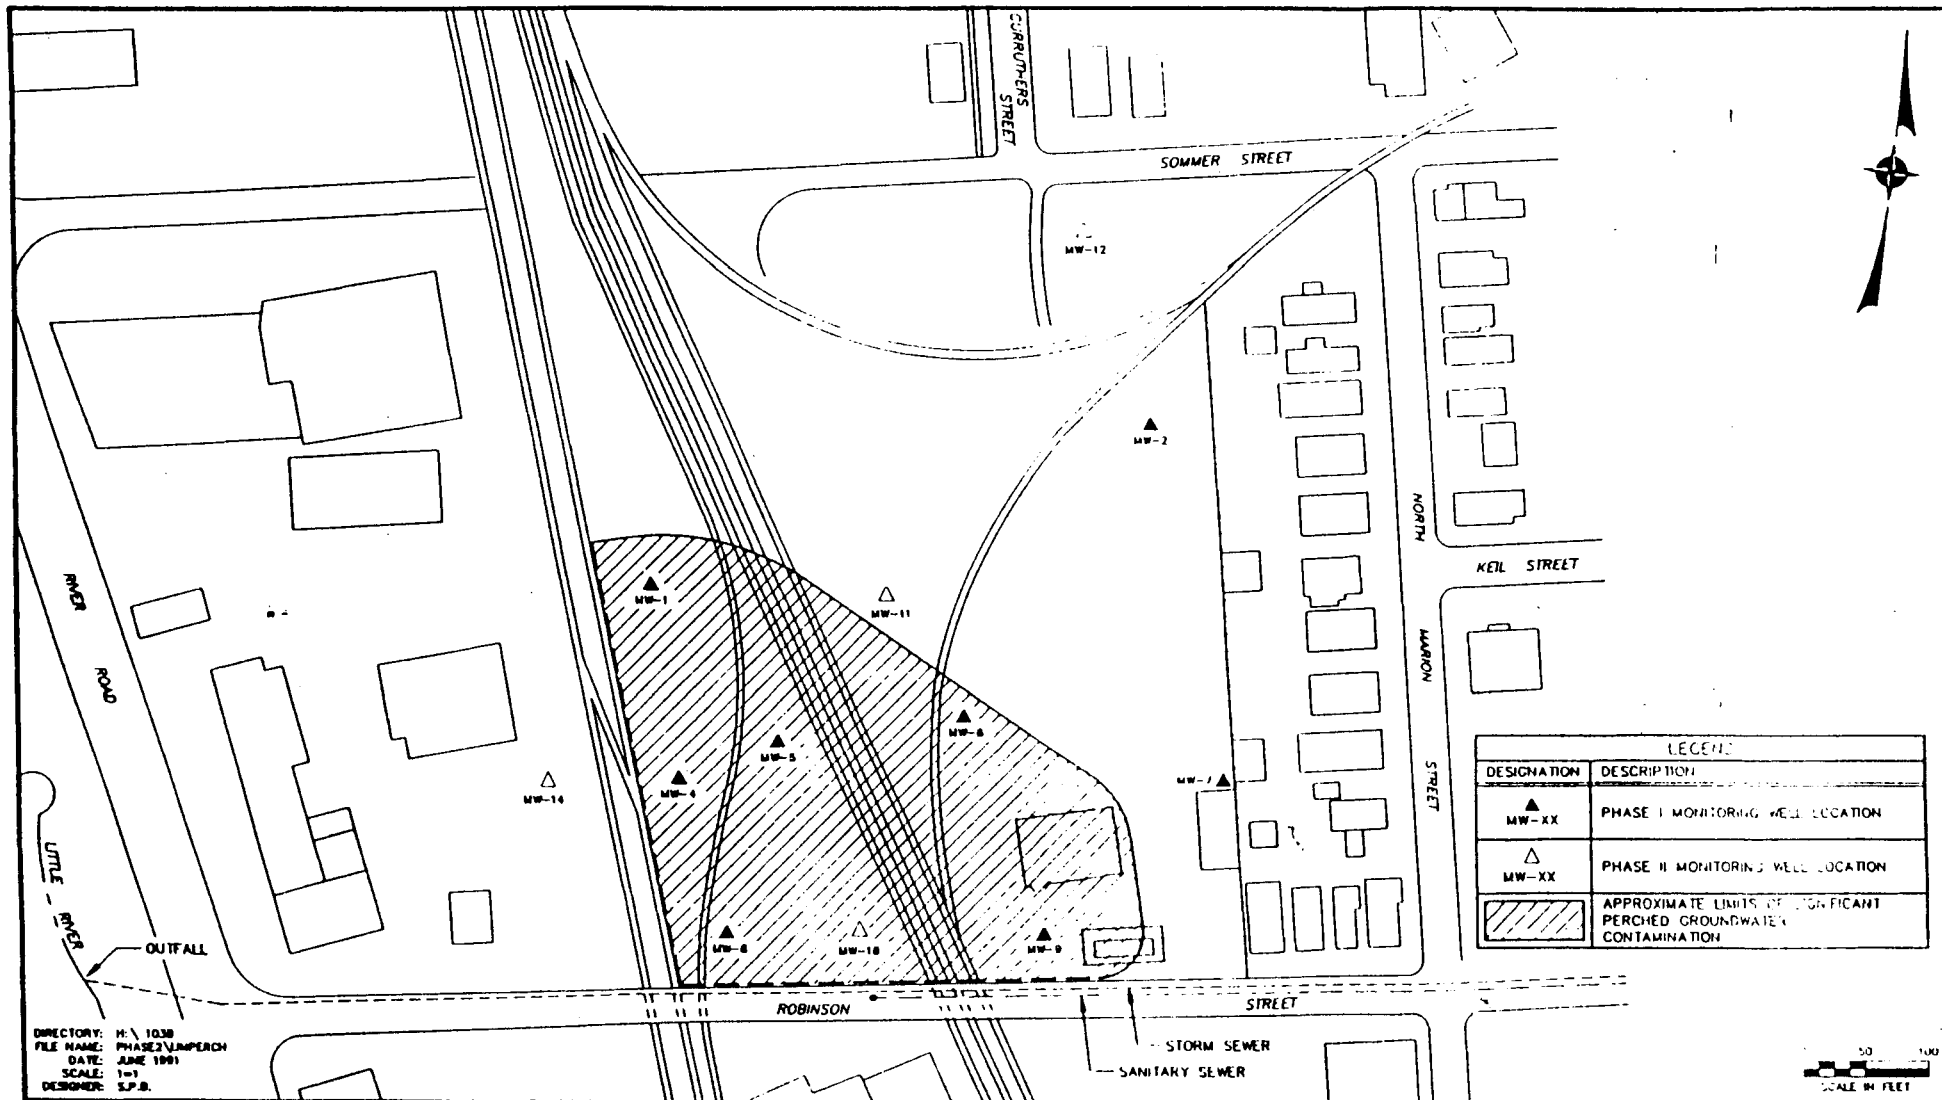 CURRUTHERS
STREET
SOMMER STREET
MW-12
MW-2
NORTH
KEIL STREET
RIVER
ROAD
MW-1
MW-11
MARION
STREET
MW-6
MW-5
MW-4
MW-14
MW-7
LITTLE RIVER
OUTFALL
MW-8
MW-10
MW-9
ROBINSON STREET
STORM SEWER
SANITARY SEWER
LEGEND
DESIGNATION DESCRIPTION
MW-XX PHASE I MONITORING WELL LOCATION
MW-XX PHASE II MONITORING WELL LOCATION
APPROXIMATE LIMITS OF SIGNIFICANT
PERCHED GROUNDWATER
CONTAMINATION
DIRECTORY: H:\1038
FILE NAME: PHASE2\LIMPERCH
DATE: JUNE 1991
SCALE: 1=1
DESIGNER: S.P.B.
50 100
SCALE IN FEET